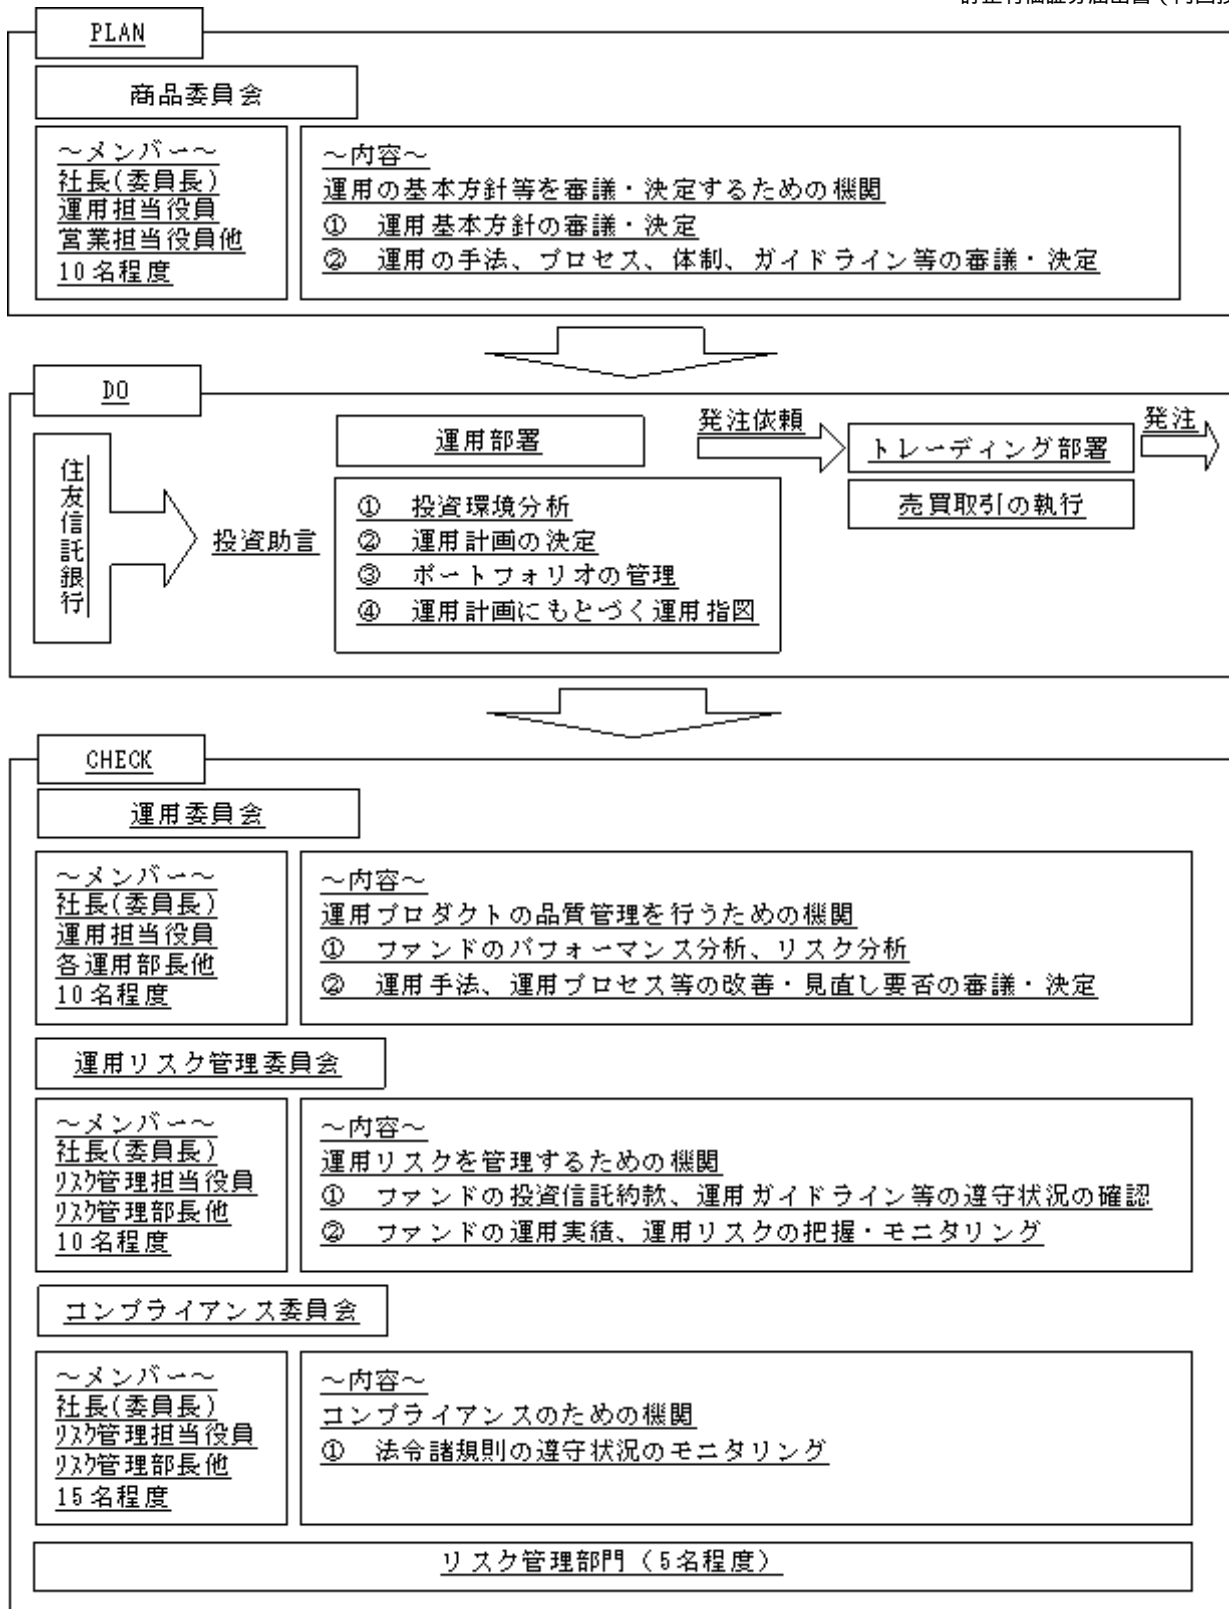 PLAN
商品委員会
～メンバー～
社長(委員長)
運用担当役員
営業担当役員他
10名程度
～内容～
運用の基本方針等を審議・決定するための機関
①　運用基本方針の審議・決定
②　運用の手法、プロセス、体制、ガイドライン等の審議・決定
DO
住友信託銀行
投資助言
運用部署
①　投資環境分析
②　運用計画の決定
③　ポートフォリオの管理
④　運用計画にもとづく運用指図
発注依頼
トレーディング部署
売買取引の執行
発注
CHECK
運用委員会
～メンバー～
社長(委員長)
運用担当役員
各運用部長他
10名程度
～内容～
運用プロダクトの品質管理を行うための機関
①　ファンドのパフォーマンス分析、リスク分析
②　運用手法、運用プロセス等の改善・見直し要否の審議・決定
運用リスク管理委員会
～メンバー～
社長(委員長)
ﾘｽｸ管理担当役員
ﾘｽｸ管理部長他
10名程度
～内容～
運用リスクを管理するための機関
①　ファンドの投資信託約款、運用ガイドライン等の遵守状況の確認
②　ファンドの運用実績、運用リスクの把握・モニタリング
コンプライアンス委員会
～メンバー～
社長(委員長)
ﾘｽｸ管理担当役員
ﾘｽｸ管理部長他
15名程度
～内容～
コンプライアンスのための機関
①　法令諸規則の遵守状況のモニタリング
リスク管理部門（5名程度）